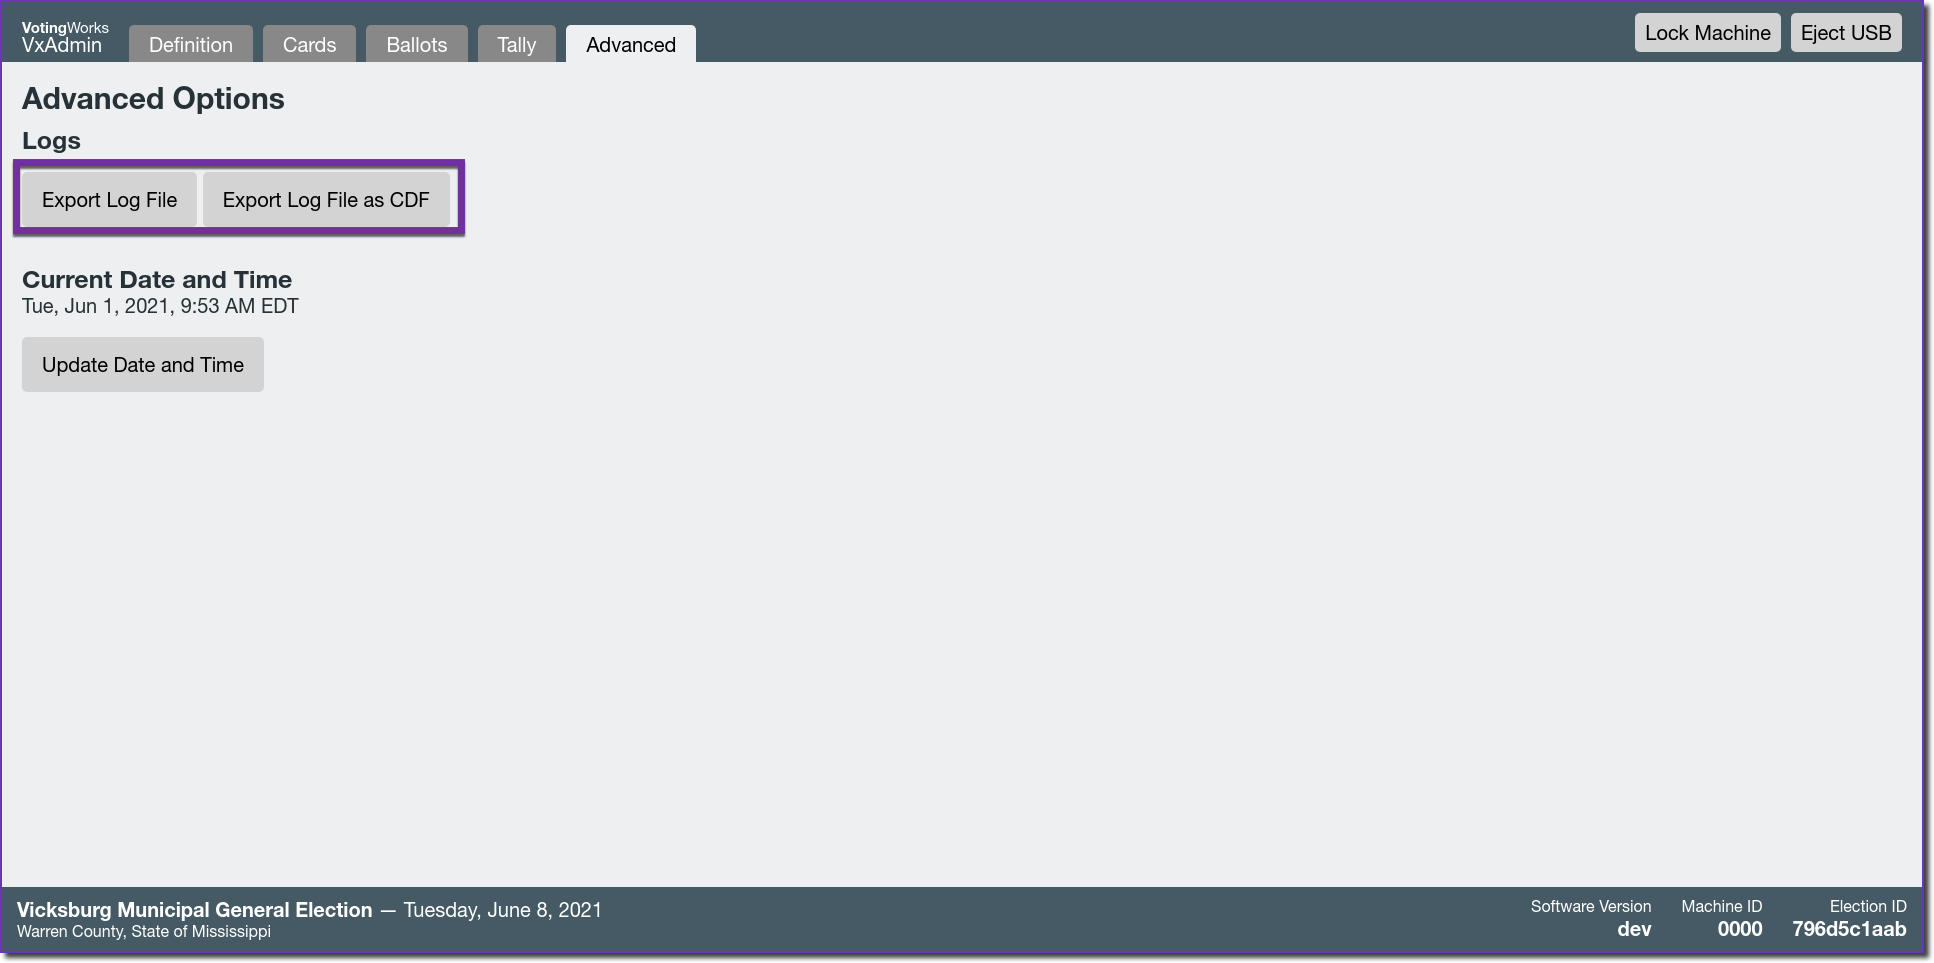 VotingWorks
VxAdmin
Definition
Cards
Ballots
Tally
Advanced
Lock Machine
Eject USB
Advanced Options
Logs
Export Log File
Export Log File as CDF
Current Date and Time
Tue, Jun 1, 2021, 9:53 AM EDT
Update Date and Time
Vicksburg Municipal General Election — Tuesday, June 8, 2021
Warren County, State of Mississippi
Software Version
dev
Machine ID
0000
Election ID
796d5c1aab